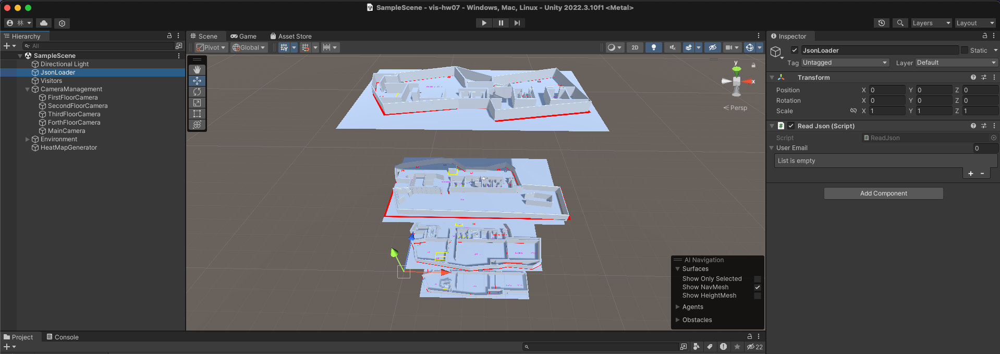 SampleScene - vis-hw07 - Windows, Mac, Linux - Unity 2022.3.10f1 <Metal>
林
Layers
Layout
Hierarchy
All
SampleScene
Directional Light
JsonLoader
Visitors
CameraManagement
FirstFloorCamera
SecondFloorCamera
ThirdFloorCamera
ForthFloorCamera
MainCamera
Environment
HeatMapGenerator
Scene
Game
Asset Store
Pivot
Global
2D
y
x
Persp
AI Navigation
Surfaces
Show Only Selected
Show NavMesh
Show HeightMesh
Agents
Obstacles
Inspector
JsonLoader
Static
Tag Untagged
Layer Default
Transform
Position X 0 Y 0 Z 0
Rotation X 0 Y 0 Z 0
Scale X 1 Y 1 Z 1
# Read Json (Script)
Script ReadJson
User Email 0
List is empty
+ -
Add Component
Project
Console
22